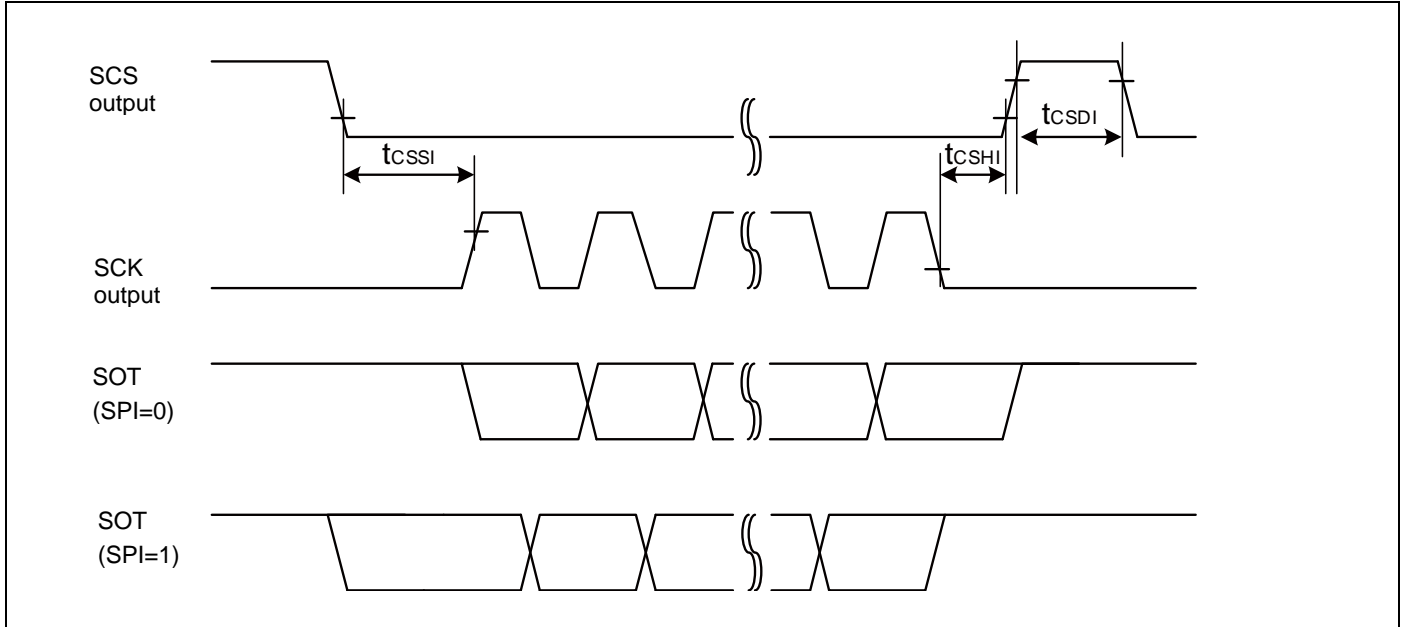 SCS
output
tCSSI
tCSHI
tCSDI
SCK
output
SOT
(SPI=0)
SOT
(SPI=1)